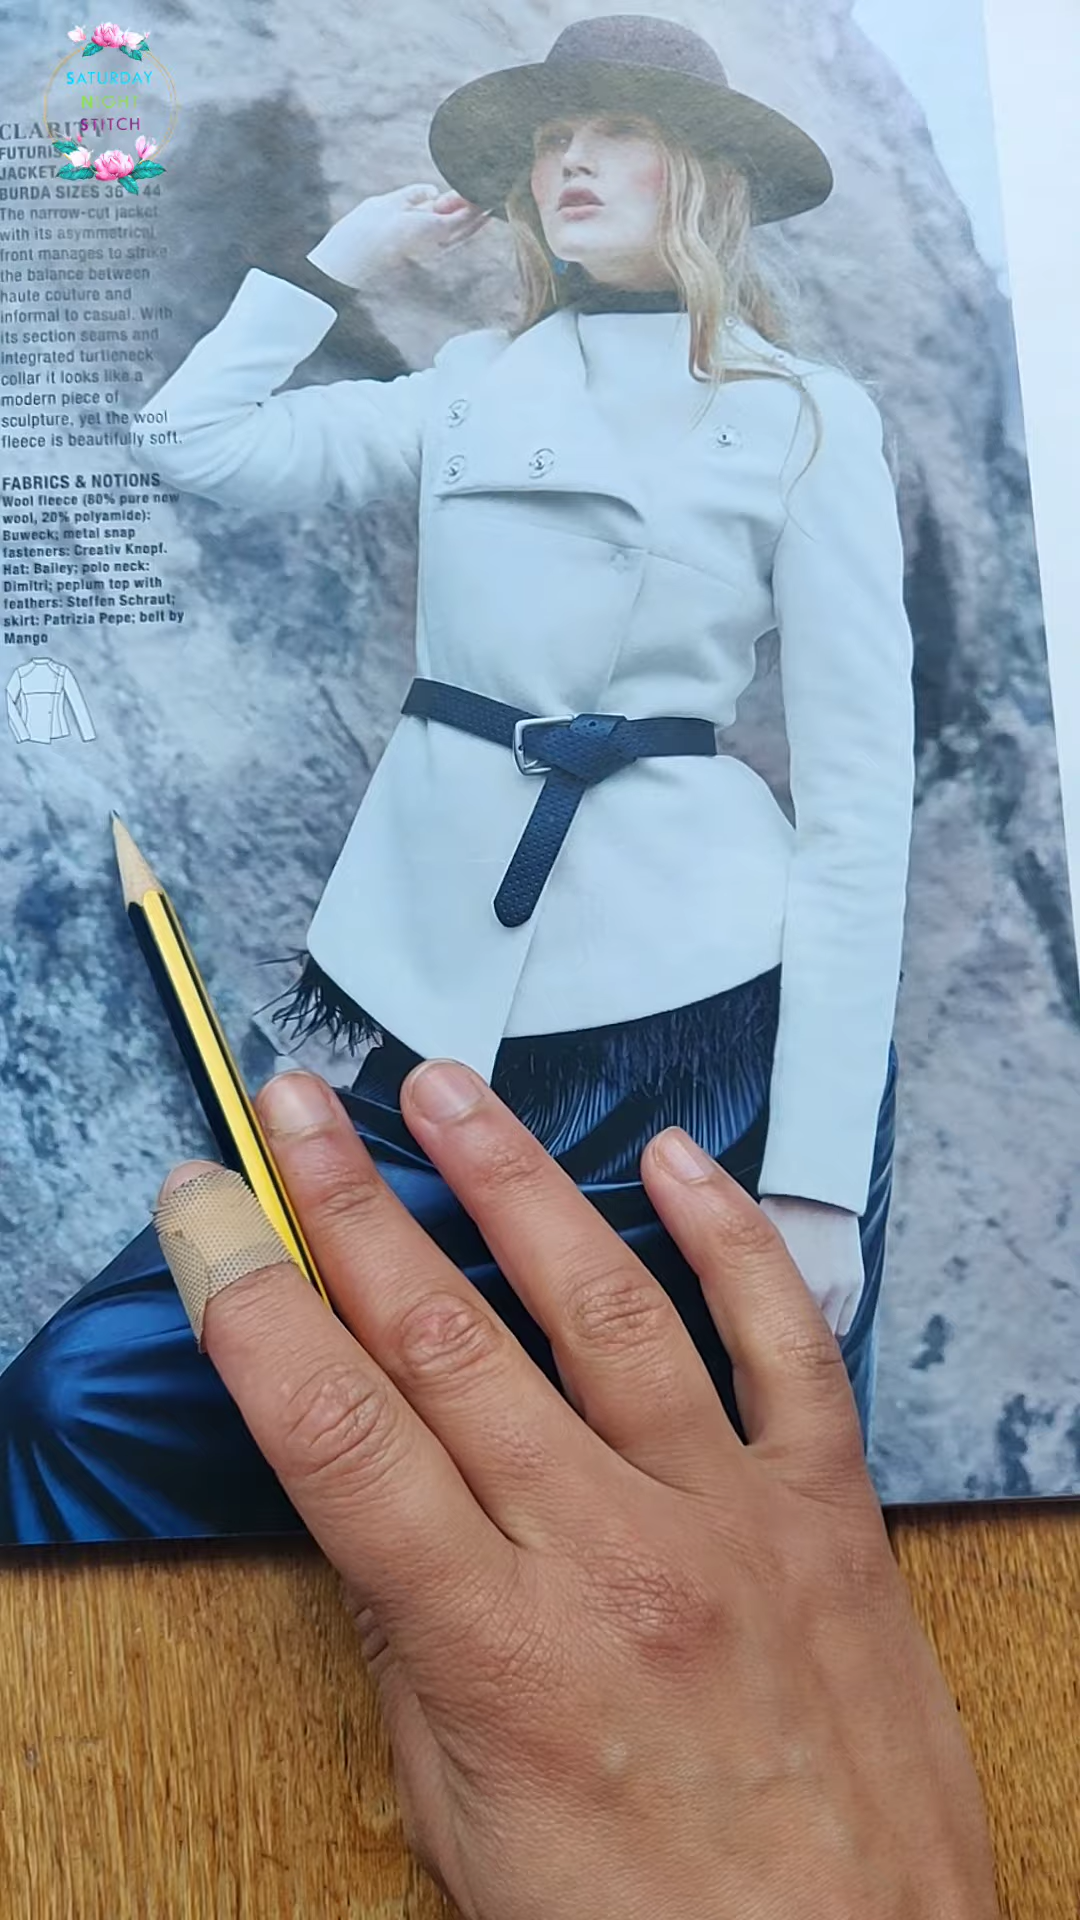 SATURDAY
NIGHT
STITCH
CLARITY
FUTURIS
JACKET
BURDA SIZES 36 44
The narrow-cut jacket
with its asymmetrical
front manages to strike
the balance between
haute couture and
informal to casual. With
its section seams and
integrated turtleneck
collar it looks like a
modern piece of
sculpture, yet the wool
fleece is beautifully soft.
FABRICS & NOTIONS
Wool fleece (80% pure new
wool, 20% polyamide):
Buweck; metal snap
fasteners: Creativ Knopf.
Hat: Bailey; polo neck:
Dimitri; peplum top with
feathers: Steffen Schraut;
skirt: Patrizia Pepe; belt by
Mango